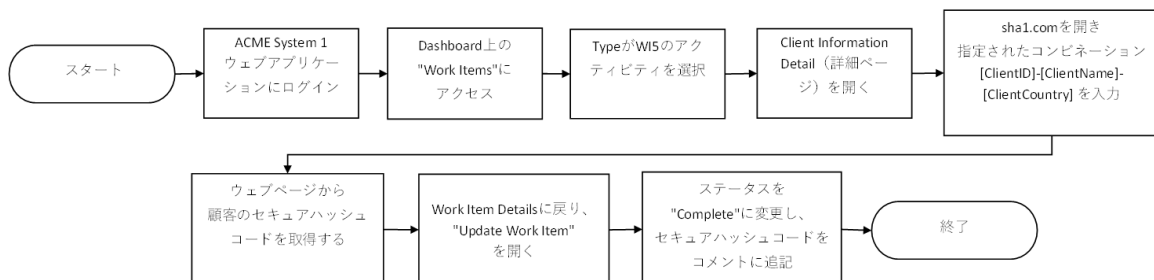 スタート
ACME System 1
ウェブアプリケー
ションにログイン
Dashboard上の
"Work Items"に
アクセス
TypeがWI5のアク
ティビティを選択
Client Information
Detail（詳細ペー
ジ）を開く
sha1.comを開き
指定されたコンビネーション
[ClientID]-[ClientName]-
[ClientCountry] を入力
ウェブページから
顧客のセキュアハッシュ
コードを取得する
Work Item Detailsに戻り、
"Update Work Item"
を開く
ステータスを
"Complete"に変更し、
セキュアハッシュコードを
コメントに追記
終了